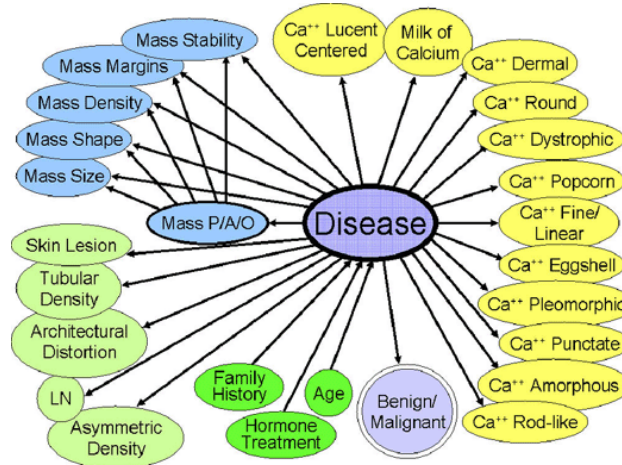 Mass Stability
Mass Margins
Mass Density
Mass Shape
Mass Size
Mass P/A/O
Ca⁺⁺ Lucent
Centered
Milk of
Calcium
Ca⁺⁺ Dermal
Ca⁺⁺ Round
Ca⁺⁺ Dystrophic
Ca⁺⁺ Popcorn
Ca⁺⁺ Fine/
Linear
Ca⁺⁺ Eggshell
Ca⁺⁺ Pleomorphic
Ca⁺⁺ Punctate
Ca⁺⁺ Amorphous
Ca⁺⁺ Rod-like
Disease
Skin Lesion
Tubular
Density
Architectural
Distortion
LN
Asymmetric
Density
Family
History
Hormone
Treatment
Age
Benign/
Malignant